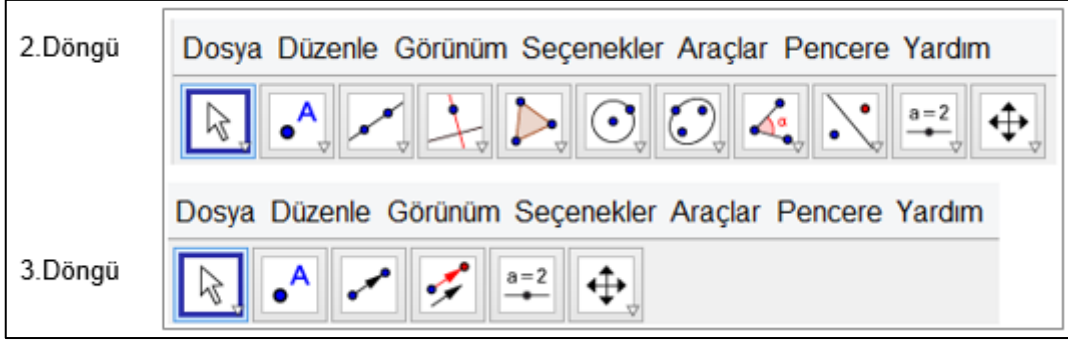 2.Döngü
Dosya Düzenle Görünüm Seçenekler Araçlar Pencere Yardım
A α a=2
Dosya Düzenle Görünüm Seçenekler Araçlar Pencere Yardım
3.Döngü
A a=2